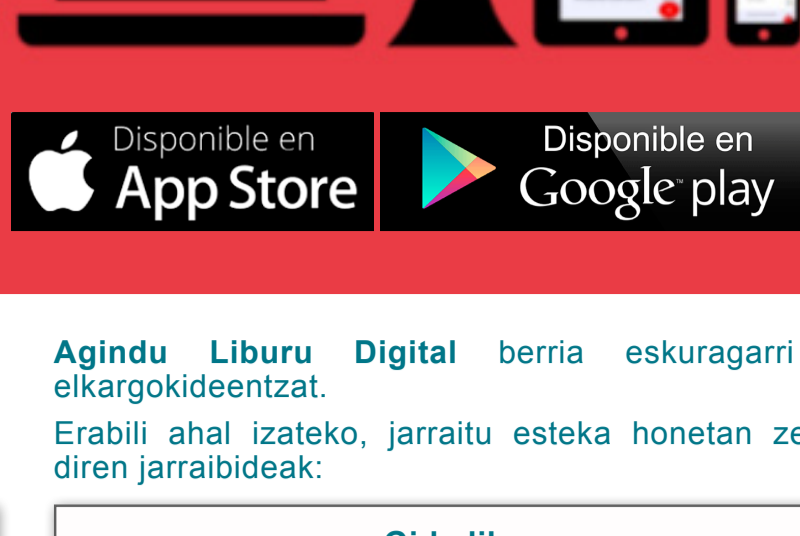 Disponible en
App Store
Disponible en
Google™ play
Agindu Liburu Digital berria eskuragarri
elkargokideentzat.
Erabili ahal izateko, jarraitu esteka honetan
diren jarraibideak: